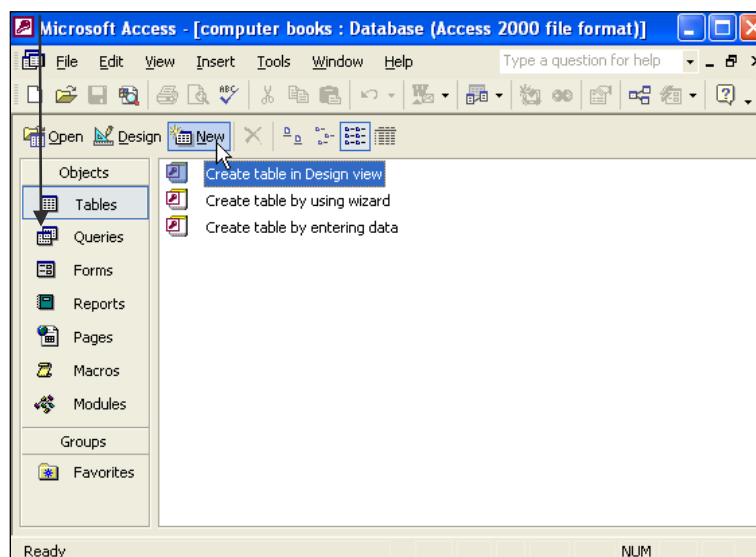 Microsoft Access - [computer books : Database (Access 2000 file format)]
File Edit View Insert Tools Window Help Type a question for help
ABC
Open Design New
Objects
Tables
Queries
Forms
Reports
Pages
Macros
Modules
Groups
Favorites
Create table in Design view
Create table by using wizard
Create table by entering data
Ready NUM